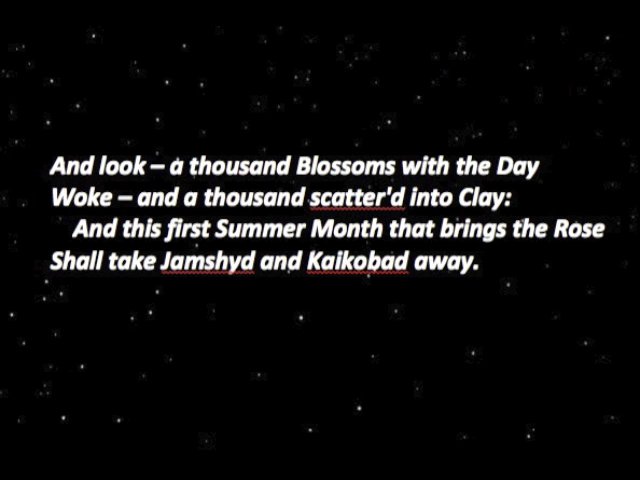 And look – a thousand Blossoms with the Day
Woke – and a thousand scatter'd into Clay:
And this first Summer Month that brings the Rose
Shall take Jamshyd and Kaikobad away.